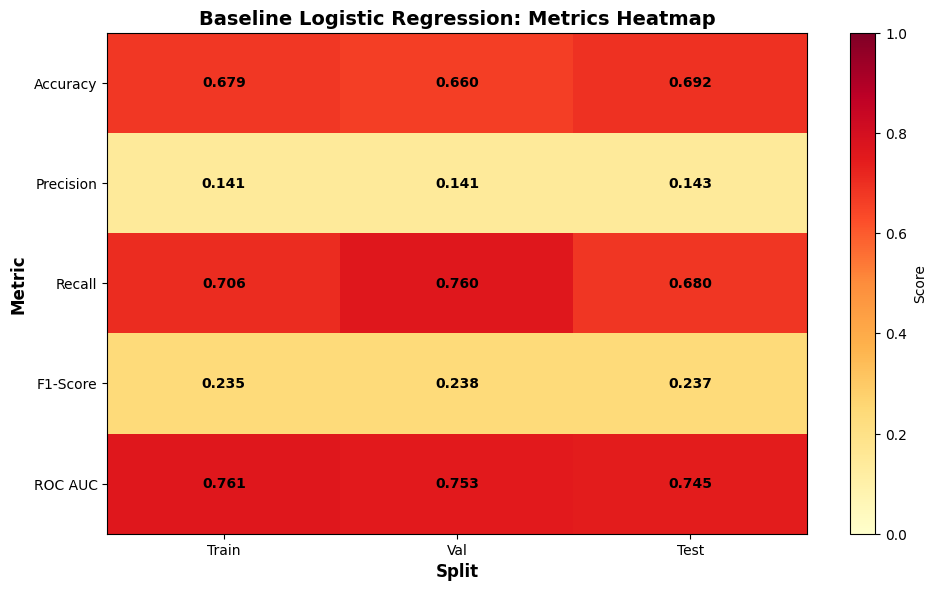 Baseline Logistic Regression: Metrics Heatmap
Metric
Accuracy 0.679 0.660 0.692
Precision 0.141 0.141 0.143
Recall 0.706 0.760 0.680
F1-Score 0.235 0.238 0.237
ROC AUC 0.761 0.753 0.745
Train Val Test
Split
1.0
0.8
0.6
0.4
0.2
0.0
Score